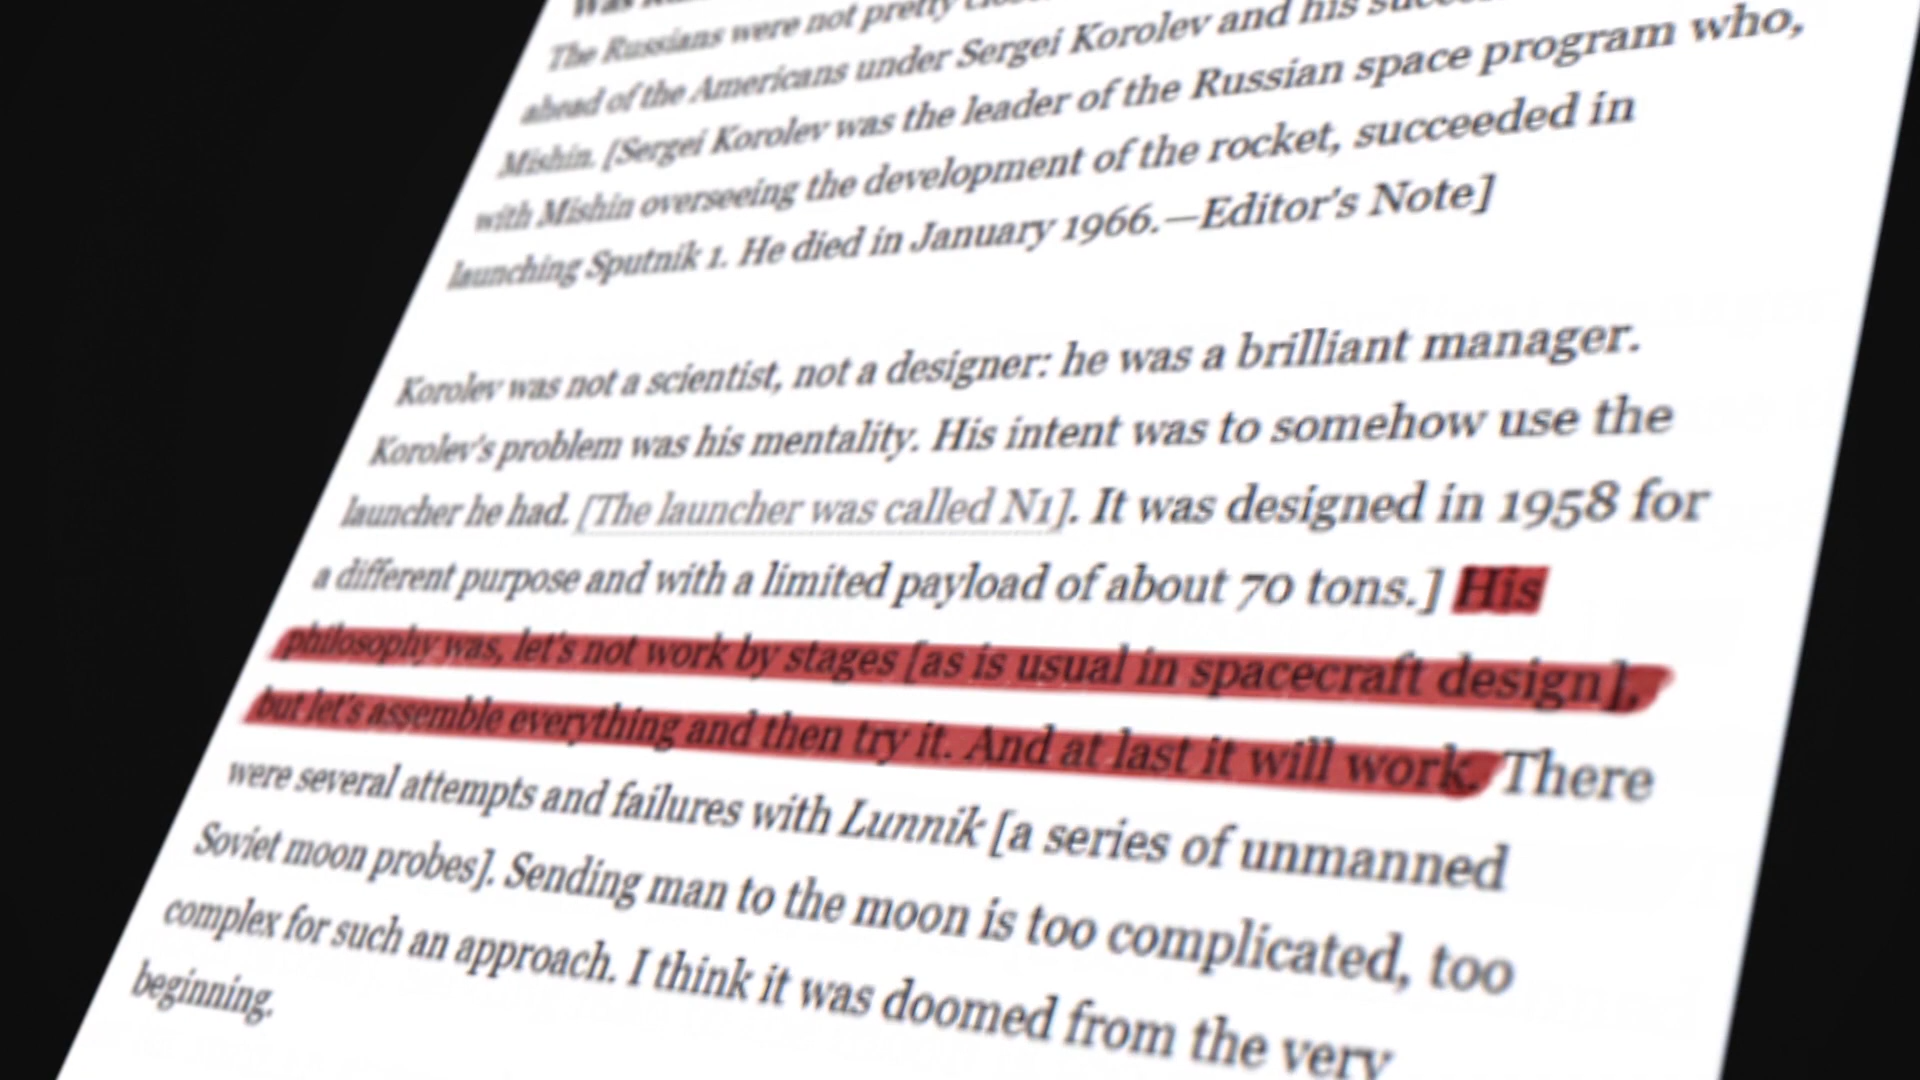 The Russians were not pretty
ahead of the Americans under Sergei Korolev and his
Mishin. [Sergei Korolev was the leader of the Russian space program who,
with Mishin overseeing the development of the rocket, succeeded in
launching Sputnik 1. He died in January 1966.—Editor's Note]
Korolev was not a scientist, not a designer: he was a brilliant manager.
Korolev's problem was his mentality. His intent was to somehow use the
launcher he had. [The launcher was called N1]. It was designed in 1958 for
a different purpose and with a limited payload of about 70 tons.] His
philosophy was, let's not work by stages [as is usual in spacecraft design],
but let's assemble everything and then try it. And at last it will work. There
were several attempts and failures with Lunnik [a series of unmanned
Soviet moon probes]. Sending man to the moon is too complicated, too
complex for such an approach. I think it was doomed from the very
beginning.